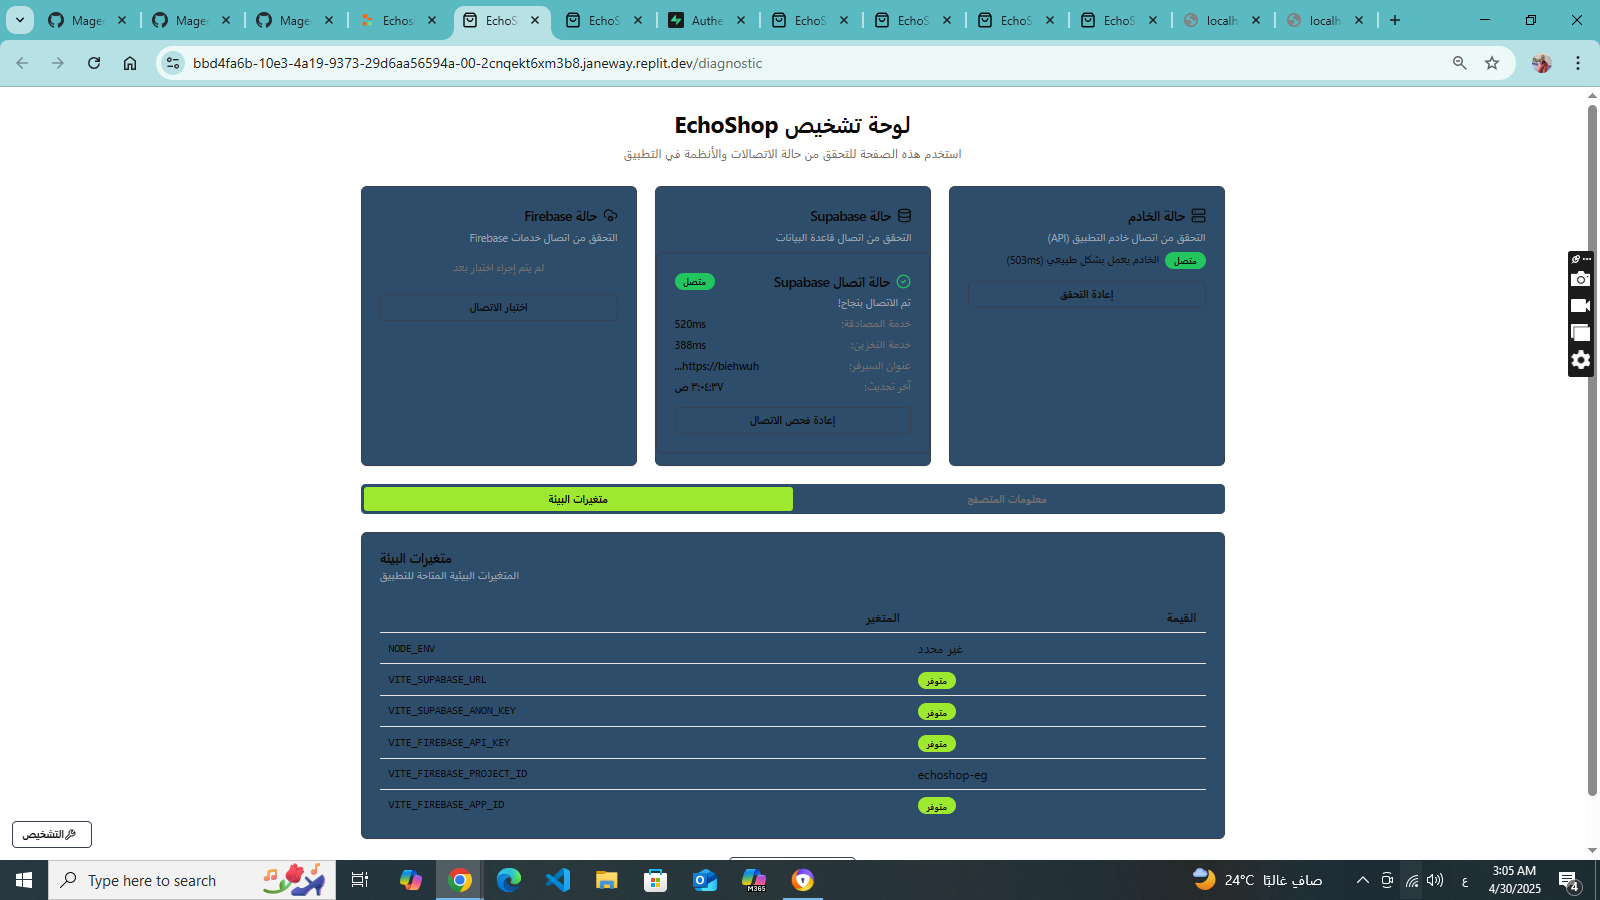 Maged
Maged
Maged
Echos
EchoS
EchoS
Authe
EchoS
EchoS
EchoS
EchoS
localh
localh
bbd4fa6b-10e3-4a19-9373-29d6aa56594a-00-2cnqekt6xm3b8.janeway.replit.dev/diagnostic
لوحة تشخيص EchoShop
استخدم هذه الصفحة للتحقق من حالة الاتصالات والأنظمة في التطبيق
حالة الخادم
التحقق من اتصال خادم التطبيق (API)
متصل الخادم يعمل بشكل طبيعي (503ms)
إعادة التحقق
حالة Supabase
التحقق من اتصال قاعدة البيانات
حالة اتصال Supabase متصل
تم الاتصال بنجاح!
خدمة المصادقة: 520ms
خدمة التخزين: 388ms
عنوان السيرفر: https://biehwuh...
آخر تحديث: ٣:٠٤:٣٧ ص
إعادة فحص الاتصال
حالة Firebase
التحقق من اتصال خدمات Firebase
لم يتم إجراء اختبار بعد
اختبار الاتصال
معلومات المتصفح
متغيرات البيئة
متغيرات البيئة
المتغيرات البيئية المتاحة للتطبيق
المتغير القيمة
NODE_ENV غير محدد
VITE_SUPABASE_URL متوفر
VITE_SUPABASE_ANON_KEY متوفر
VITE_FIREBASE_API_KEY متوفر
VITE_FIREBASE_PROJECT_ID echoshop-eg
VITE_FIREBASE_APP_ID متوفر
التشخيص
Type here to search
M365
24°C صافٍ غالبًا
ع
3:05 AM
4/30/2025
4